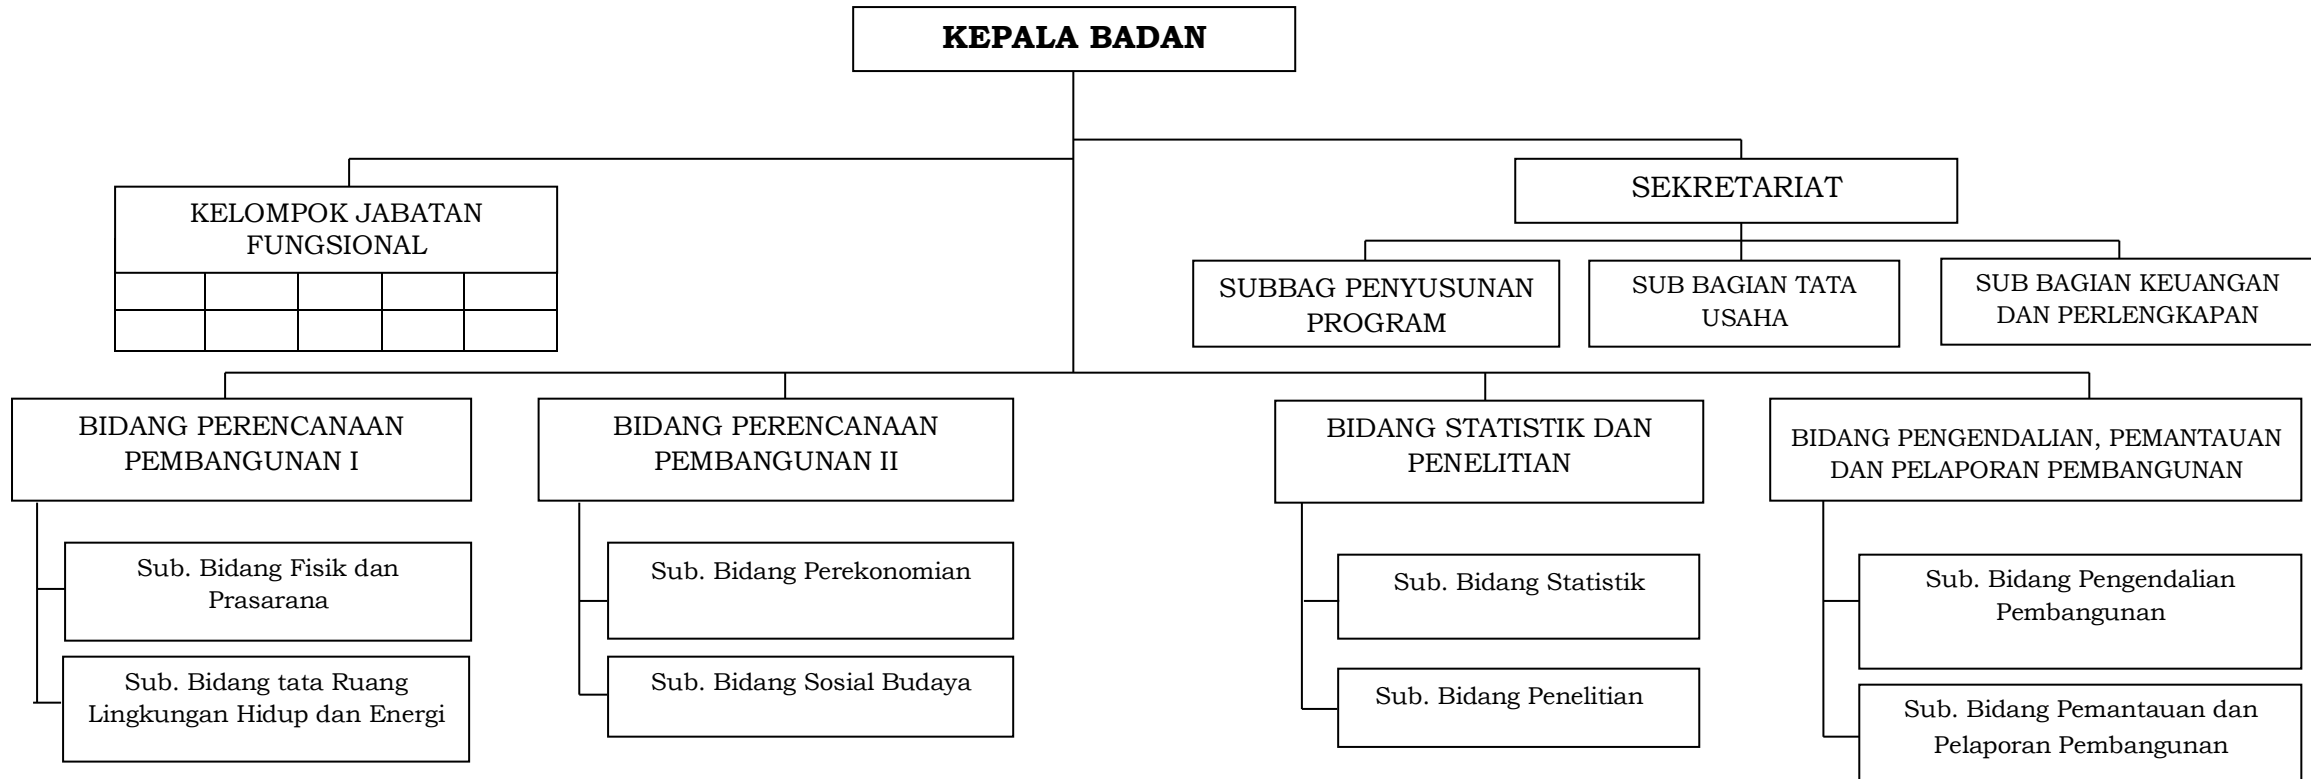 KEPALA BADAN
KELOMPOK JABATAN
FUNGSIONAL
SEKRETARIAT
SUBBAG PENYUSUNAN
PROGRAM
SUB BAGIAN TATA
USAHA
SUB BAGIAN KEUANGAN
DAN PERLENGKAPAN
BIDANG PERENCANAAN
PEMBANGUNAN I
BIDANG PERENCANAAN
PEMBANGUNAN II
BIDANG STATISTIK DAN
PENELITIAN
BIDANG PENGENDALIAN, PEMANTAUAN
DAN PELAPORAN PEMBANGUNAN
Sub. Bidang Fisik dan
Prasarana
Sub. Bidang tata Ruang
Lingkungan Hidup dan Energi
Sub. Bidang Perekonomian
Sub. Bidang Sosial Budaya
Sub. Bidang Statistik
Sub. Bidang Penelitian
Sub. Bidang Pengendalian
Pembangunan
Sub. Bidang Pemantauan dan
Pelaporan Pembangunan